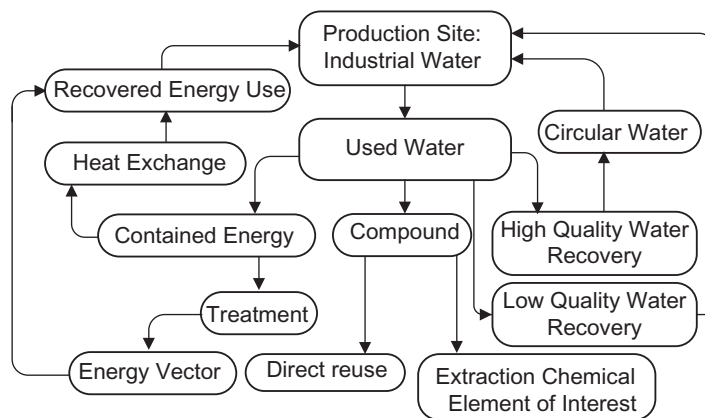 Production Site:
Industrial Water
Recovered Energy Use
Circular Water
Used Water
Heat Exchange
Contained Energy
Compound
High Quality Water
Recovery
Treatment
Low Quality Water
Recovery
Energy Vector
Direct reuse
Extraction Chemical
Element of Interest